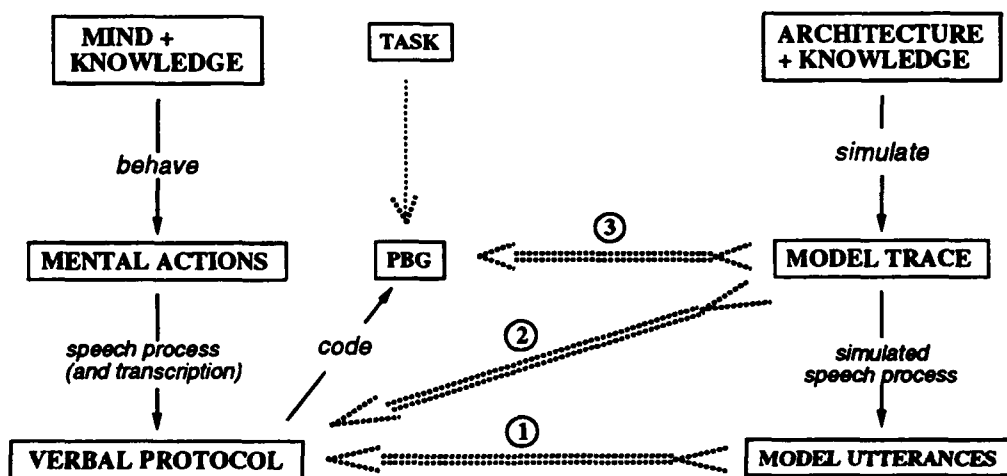 MIND +
KNOWLEDGE
TASK
ARCHITECTURE
+ KNOWLEDGE
behave
simulate
③
MENTAL ACTIONS
PBG
MODEL TRACE
②
speech process
(and transcription)
code
simulated
speech process
①
VERBAL PROTOCOL
MODEL UTTERANCES